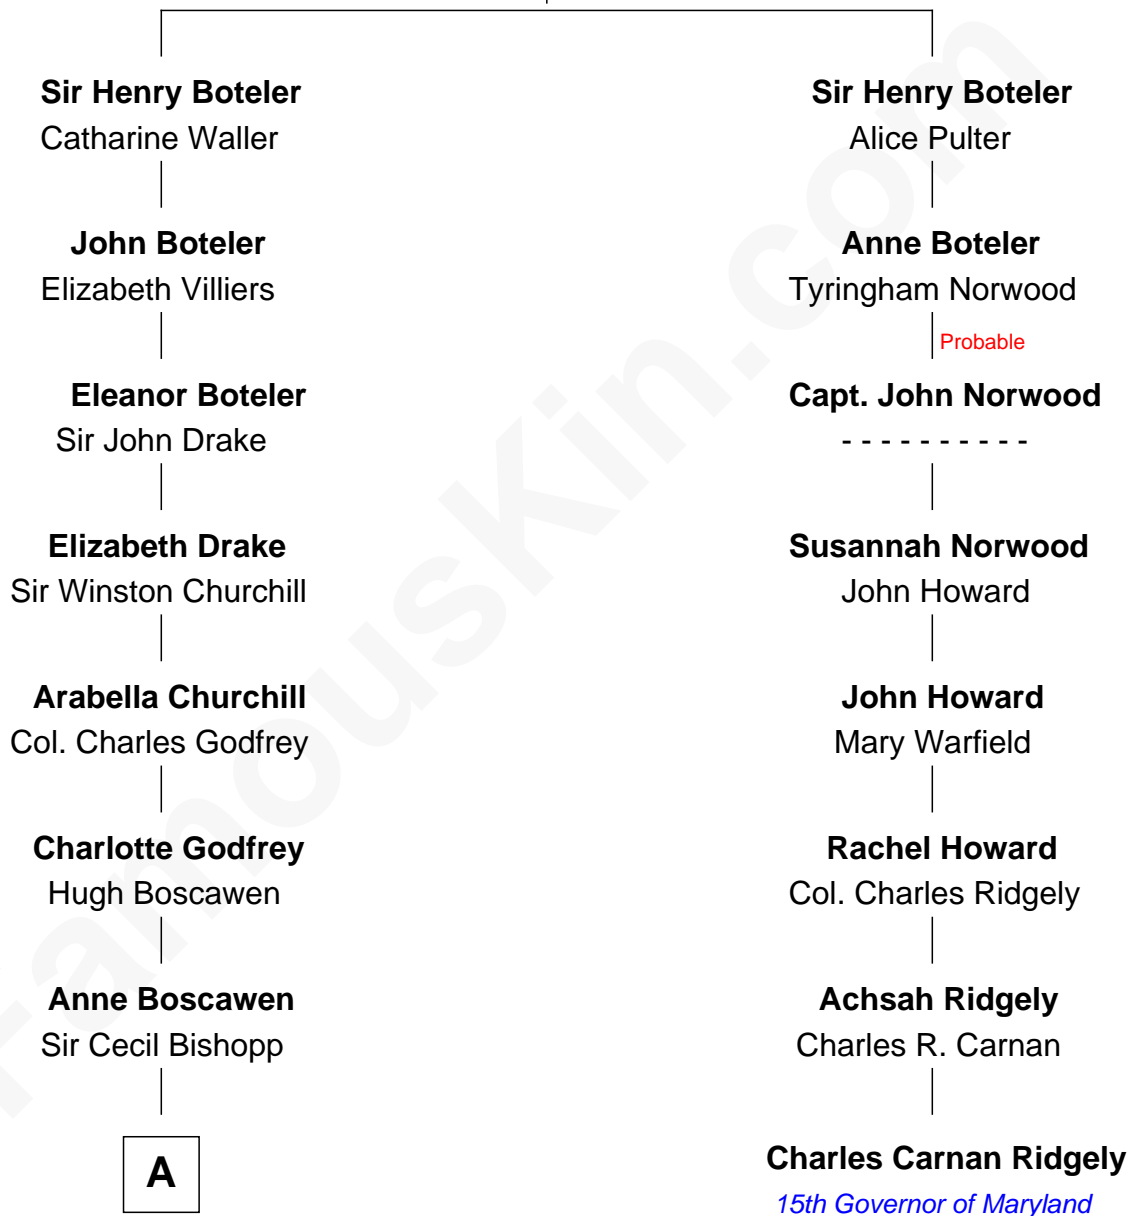 Sir Henry Boteler
Catharine Waller
John Boteler
Elizabeth Villiers
Eleanor Boteler
Sir John Drake
Elizabeth Drake
Sir Winston Churchill
Arabella Churchill
Col. Charles Godfrey
Charlotte Godfrey
Hugh Boscawen
Anne Boscawen
Sir Cecil Bishopp
A
Sir Henry Boteler
Alice Pulter
Anne Boteler
Tyringham Norwood
Probable
Capt. John Norwood
- - - - - - - - - -
Susannah Norwood
John Howard
John Howard
Mary Warfield
Rachel Howard
Col. Charles Ridgely
Achsah Ridgely
Charles R. Carnan
Charles Carnan Ridgely
15th Governor of Maryland
FamousKin.com